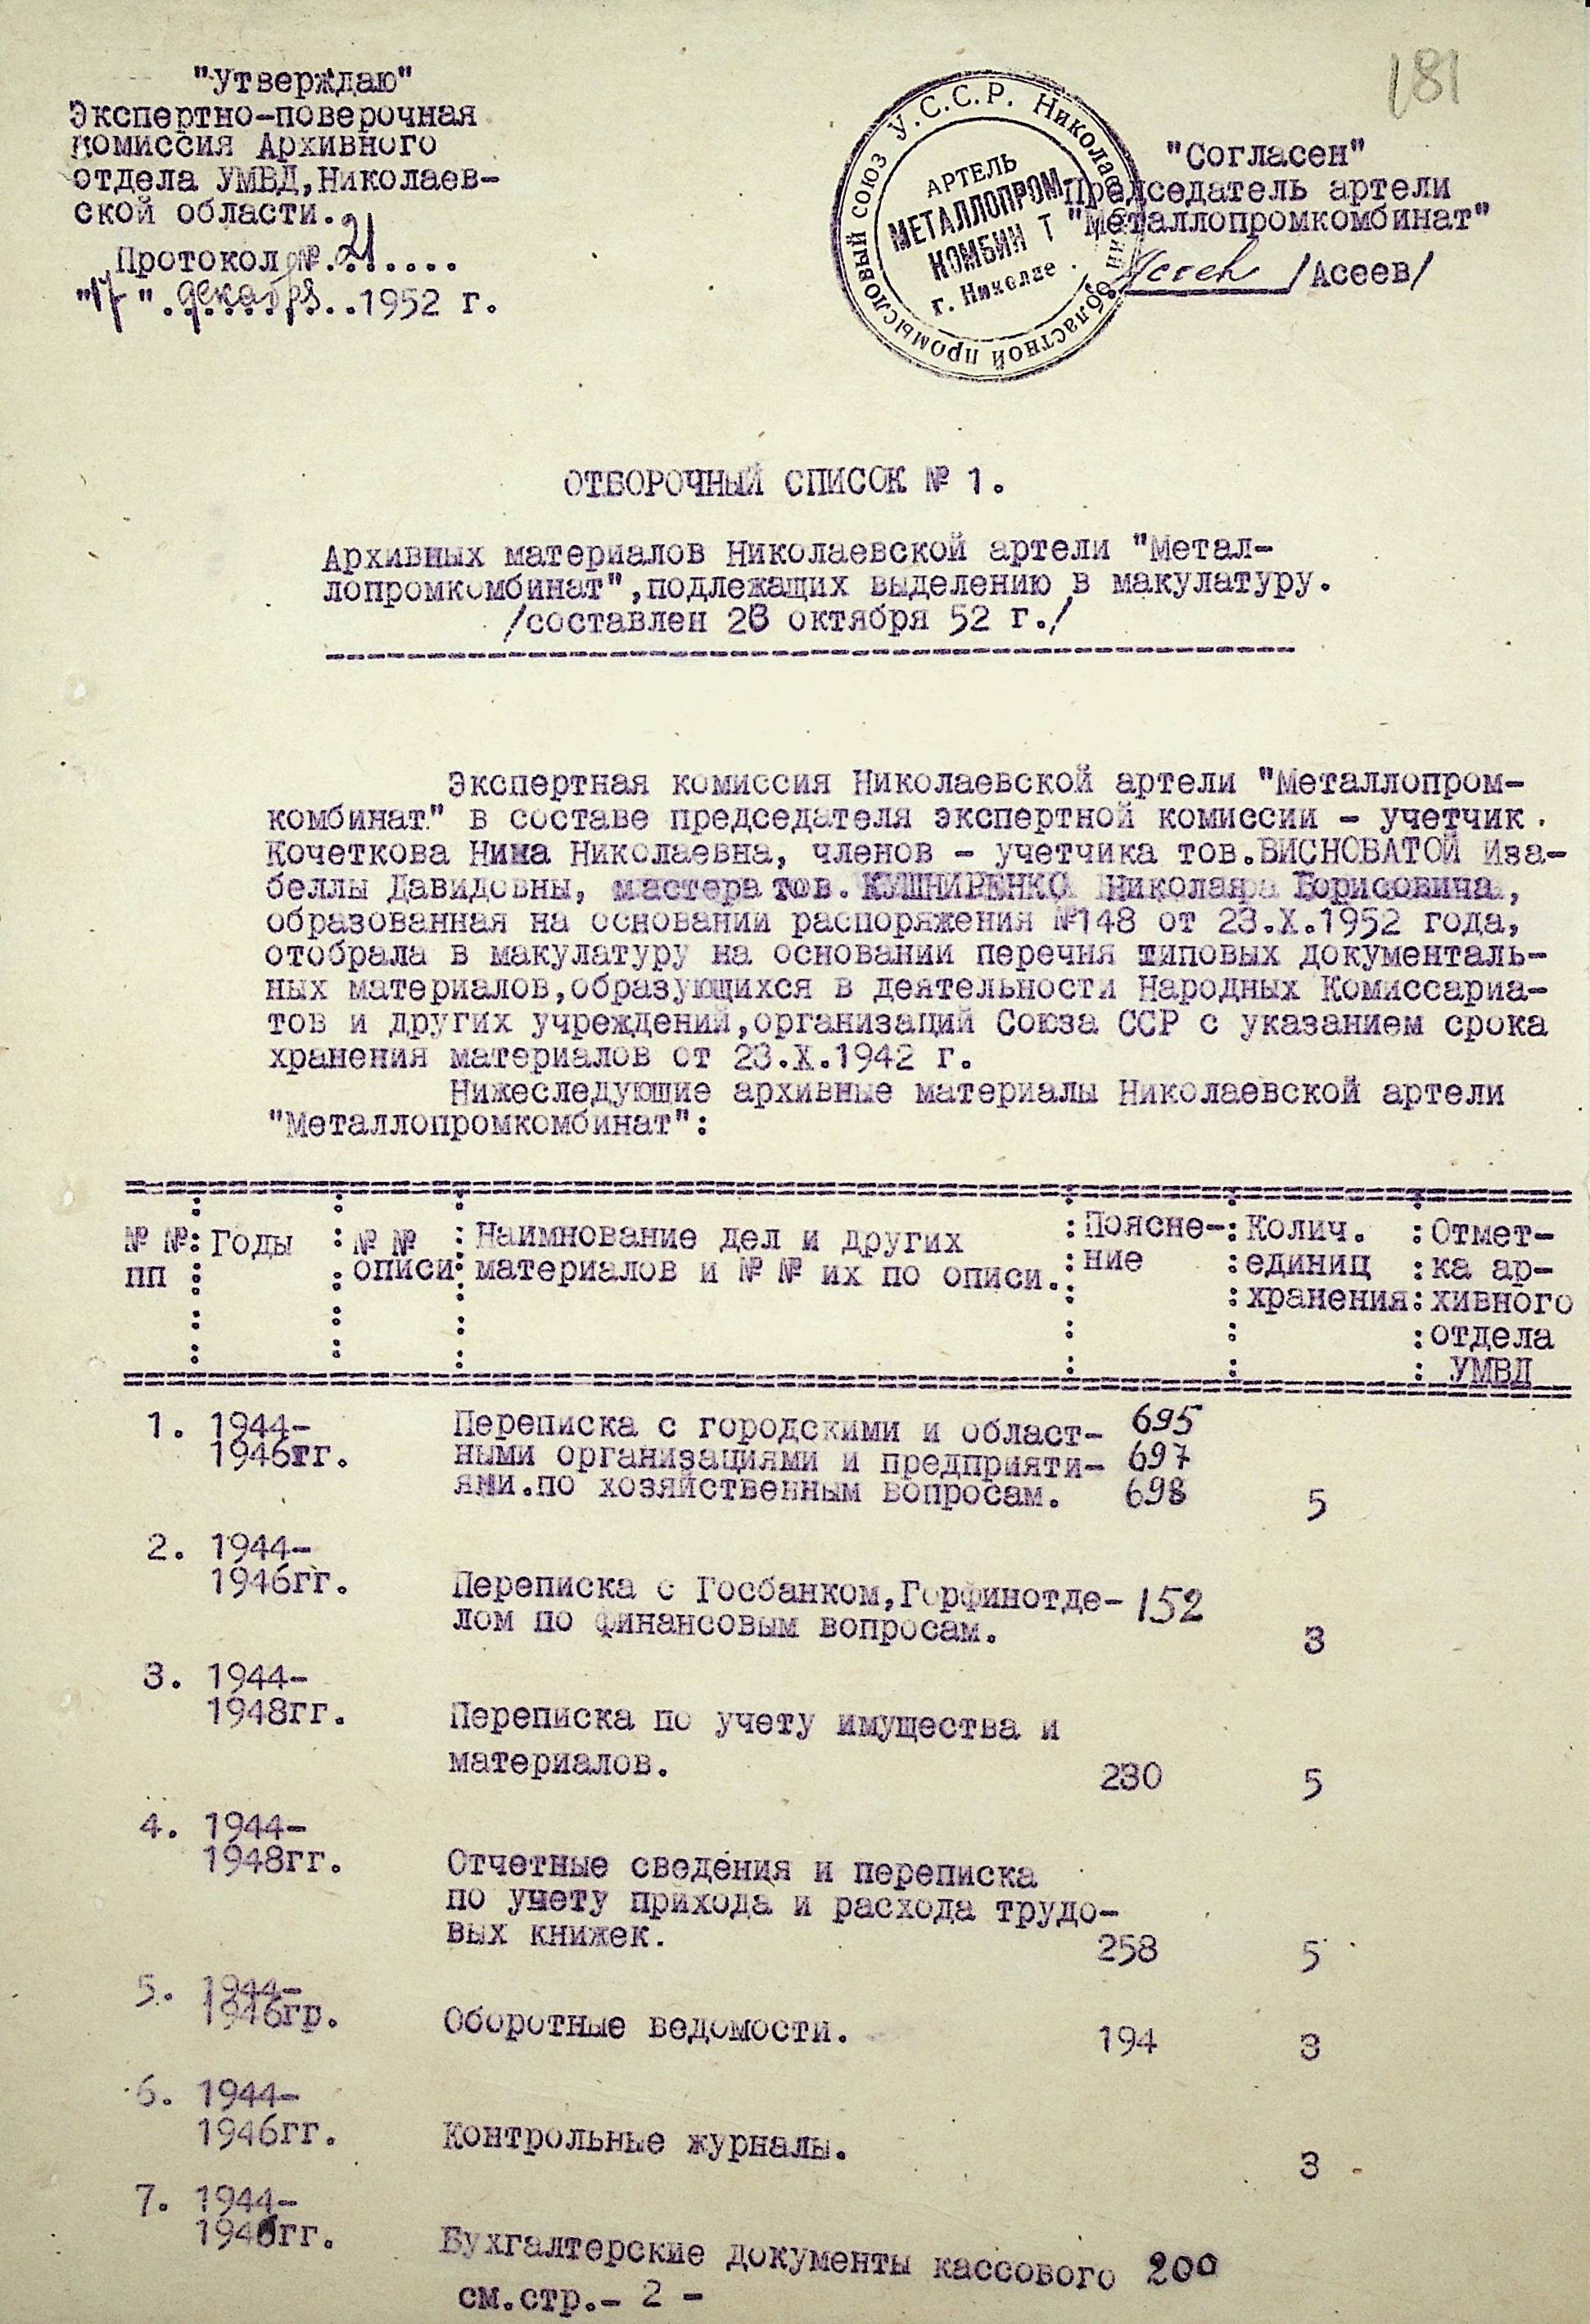 181
"Утверждаю"
Экспертно-поверочная
комиссия Архивного
отдела УМВД,Николаев-
ской области.
Протокол №.21......
"17".декабря..1952 г.
У.С.С.Р. Николаевский областной промысловый союз
АРТЕЛЬ
МЕТАЛЛОПРОМ
КОМБИН Т
г. Николае
"Согласен"
Председатель артели
"Металлопромкомбинат"
/Асеев/
ОТБОРОЧНЫЙ СПИСОК № 1.
Архивных материалов Николаевской артели "Метал-
лопромкомбинат",подлежащих выделению в макулатуру.
/составлен 28 октября 52 г./
Экспертная комиссия Николаевской артели "Металлопром-
комбинат" в составе председателя экспертной комиссии - учетчик .
Кочеткова Нина Николаевна, членов - учетчика тов.ВИСНОВАТОЙ Иза-
беллы Давидовны, мастера тов. КУШНИРЕНКО Николая Борисовича,
образованная на основании распоряжения №148 от 23.X.1952 года,
отобрала в макулатуру на основании перечня типовых документаль-
ных материалов,образующихся в деятельности Народных Комиссариа-
тов и других учреждений,организаций Союза ССР с указанием срока
хранения материалов от 23.X.1942 г.
Нижеследующие архивные материалы Николаевской артели
"Металлопромкомбинат":
№ №: Годы : № № : Наимнование дел и других : Поясне-: Колич. : Отмет-
пп : : описи: материалов и № № их по описи.: ние : единиц : ка ар-
: хранения: хивного
: отдела
: УМВД
1. 1944- Переписка с городскими и област- 695
1946гг. ными организациями и предприяти- 697
ями.по хозяйственным вопросам. 698 5
2. 1944-
1946гг. Переписка с Госбанком,Горфинотде- 152
лом по финансовым вопросам. 3
3. 1944-
1948гг. Переписка по учету имущества и
материалов. 230 5
4. 1944-
1948гг. Отчетные сведения и переписка
по учету прихода и расхода трудо-
вых книжек. 258 5
5. 1944-
1946гр. Оборотные ведомости. 194 3
6. 1944-
1946гг. Контрольные журналы. 3
7. 1944-
1946гг. Бухгалтерские документы кассового 200
см.стр.- 2 -